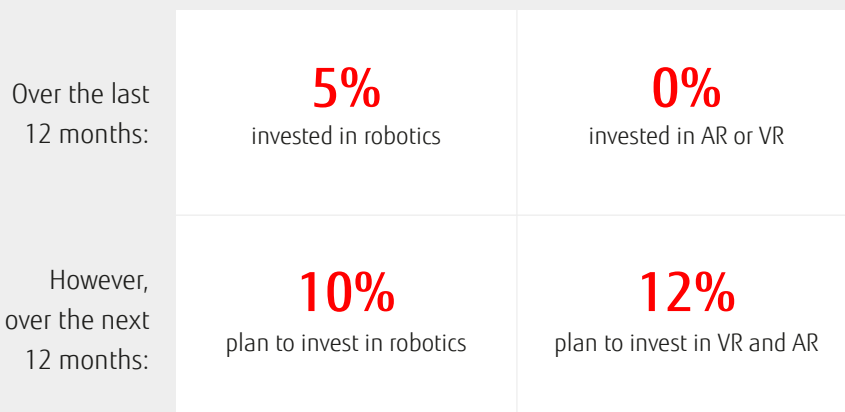 Over the last
12 months:
5%
invested in robotics
0%
invested in AR or VR
However,
over the next
12 months:
10%
plan to invest in robotics
12%
plan to invest in VR and AR